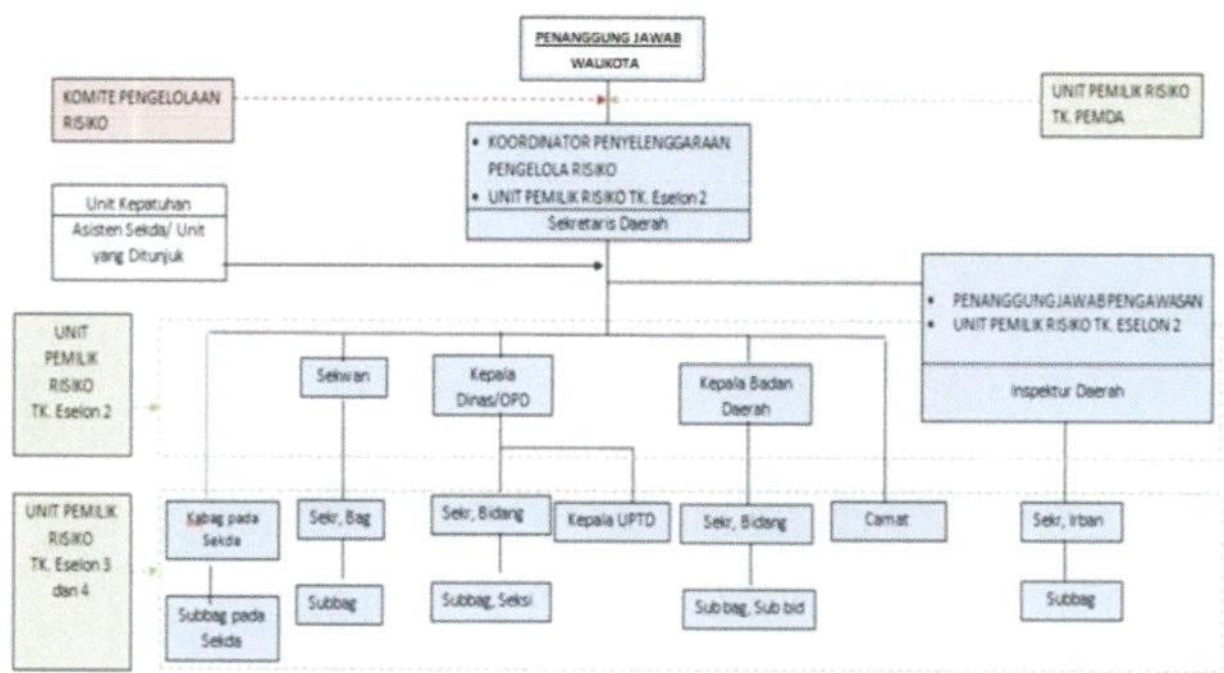 PENANGGUNG JAWAB
WALIKOTA
KOMITE PENGELOLAAN
RISIKO
UNIT PEMILIK RISIKO
TK. PEMDA
• KOORDINATOR PENYELENGGARAAN
PENGELOLA RISIKO
• UNIT PEMILIK RISIKO TK. Eselon 2
Sekretaris Daerah
Unit Kepatuhan
Asisten Sekda/ Unit
yang Ditunjuk
• PENANGGUNG JAWAB PENGAWASAN
• UNIT PEMILIK RISIKO TK. ESELON 2
Inspektur Daerah
UNIT
PEMILIK
RISIKO
TK. Eselon 2
Sekwan
Kepala
Dinas/OPD
Kepala Badan
Daerah
UNIT PEMILIK
RISIKO
TK. Eselon 3
dan 4
Kabag pada
Sekda
Sekr, Bag
Sekr, Bidang
Kepala UPTD
Sekr, Bidang
Camat
Sekr, Irban
Subbag pada
Sekda
Subbag
Subbag, Seksi
Sub bag, Sub bid
Subbag